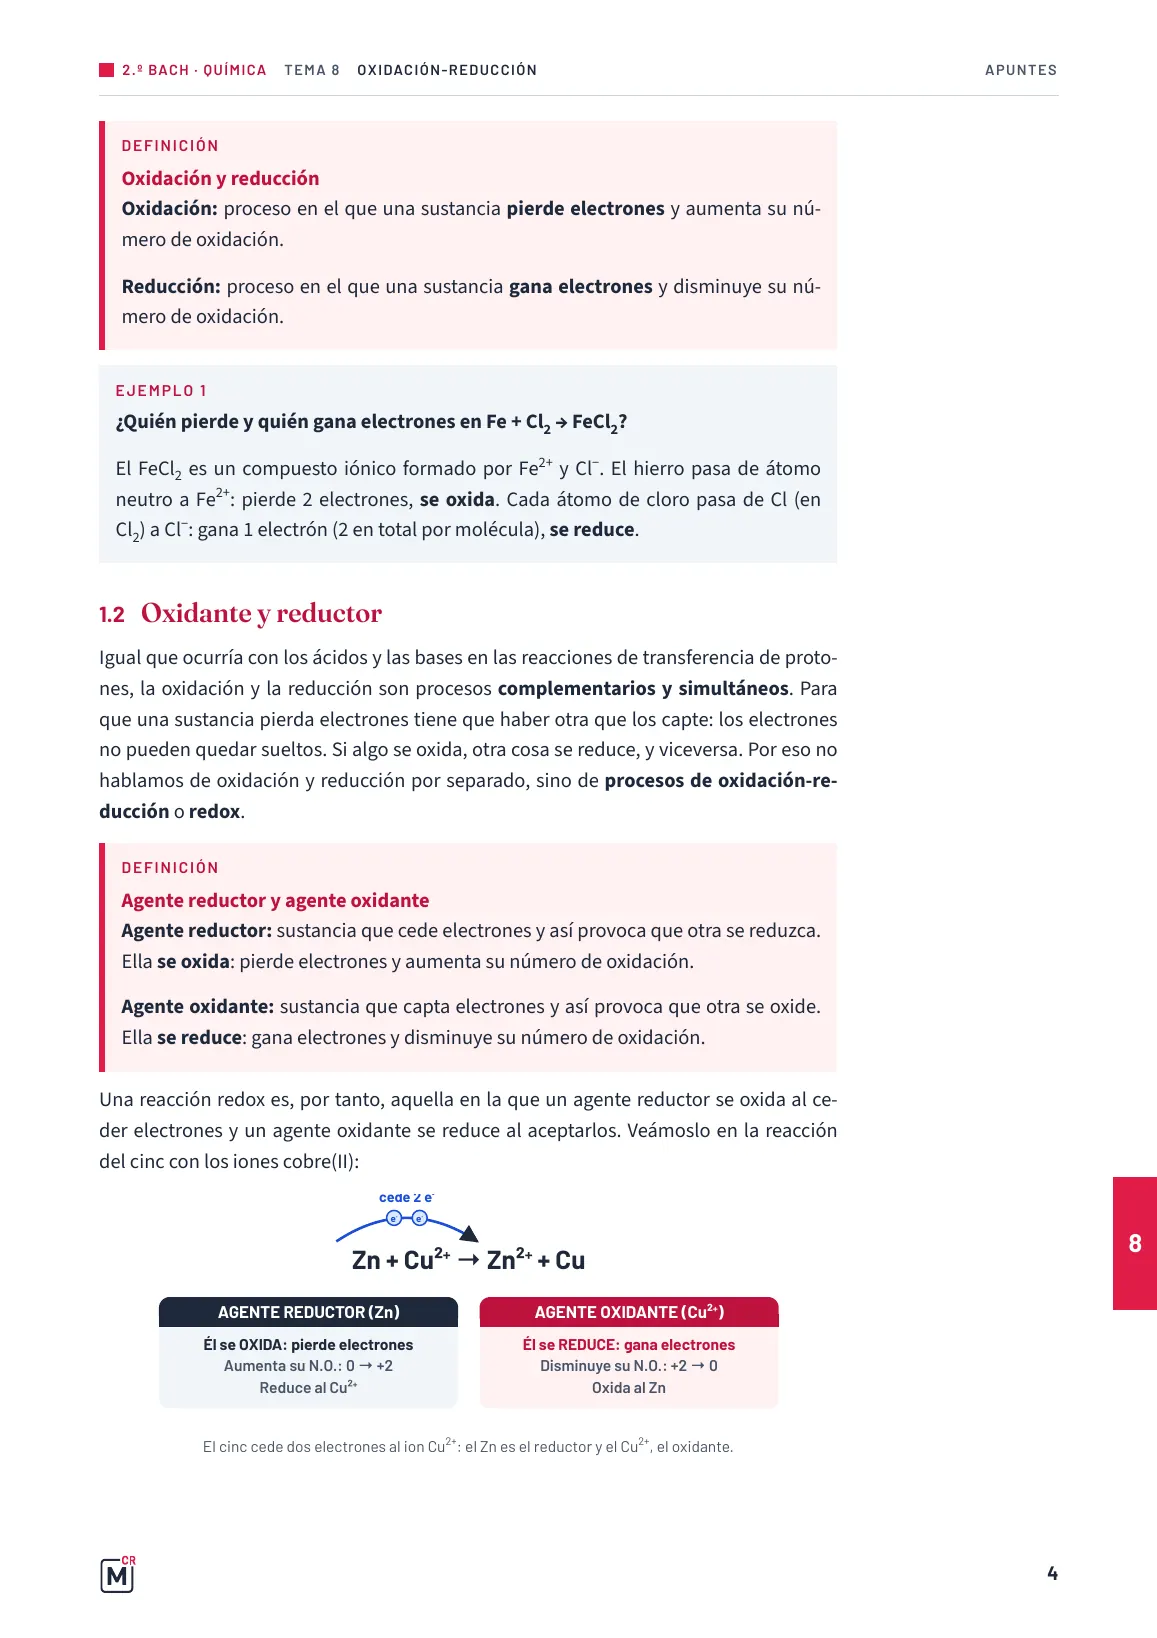 2.º BACH · QUÍMICA TEMA 8 OXIDACIÓN-REDUCCIÓN APUNTES
DEFINICIÓN
Oxidación y reducción
Oxidación: proceso en el que una sustancia pierde electrones y aumenta su nú-
mero de oxidación.
Reducción: proceso en el que una sustancia gana electrones y disminuye su nú-
mero de oxidación.
EJEMPLO 1
¿Quién pierde y quién gana electrones en Fe + Cl₂ → FeCl₂?
El FeCl₂ es un compuesto iónico formado por Fe²⁺ y Cl⁻. El hierro pasa de átomo
neutro a Fe²⁺: pierde 2 electrones, se oxida. Cada átomo de cloro pasa de Cl (en
Cl₂) a Cl⁻: gana 1 electrón (2 en total por molécula), se reduce.
1.2 Oxidante y reductor
Igual que ocurría con los ácidos y las bases en las reacciones de transferencia de proto-
nes, la oxidación y la reducción son procesos complementarios y simultáneos. Para
que una sustancia pierda electrones tiene que haber otra que los capte: los electrones
no pueden quedar sueltos. Si algo se oxida, otra cosa se reduce, y viceversa. Por eso no
hablamos de oxidación y reducción por separado, sino de procesos de oxidación-re-
ducción o redox.
DEFINICIÓN
Agente reductor y agente oxidante
Agente reductor: sustancia que cede electrones y así provoca que otra se reduzca.
Ella se oxida: pierde electrones y aumenta su número de oxidación.
Agente oxidante: sustancia que capta electrones y así provoca que otra se oxide.
Ella se reduce: gana electrones y disminuye su número de oxidación.
Una reacción redox es, por tanto, aquella en la que un agente reductor se oxida al ce-
der electrones y un agente oxidante se reduce al aceptarlos. Veámoslo en la reacción
del cinc con los iones cobre(II):
cede 2 e⁻
e⁻ e⁻
Zn + Cu²⁺ → Zn²⁺ + Cu
AGENTE REDUCTOR (Zn)
Él se OXIDA: pierde electrones
Aumenta su N.O.: 0 → +2
Reduce al Cu²⁺
AGENTE OXIDANTE (Cu²⁺)
Él se REDUCE: gana electrones
Disminuye su N.O.: +2 → 0
Oxida al Zn
El cinc cede dos electrones al ion Cu²⁺: el Zn es el reductor y el Cu²⁺, el oxidante.
8
M CR
4